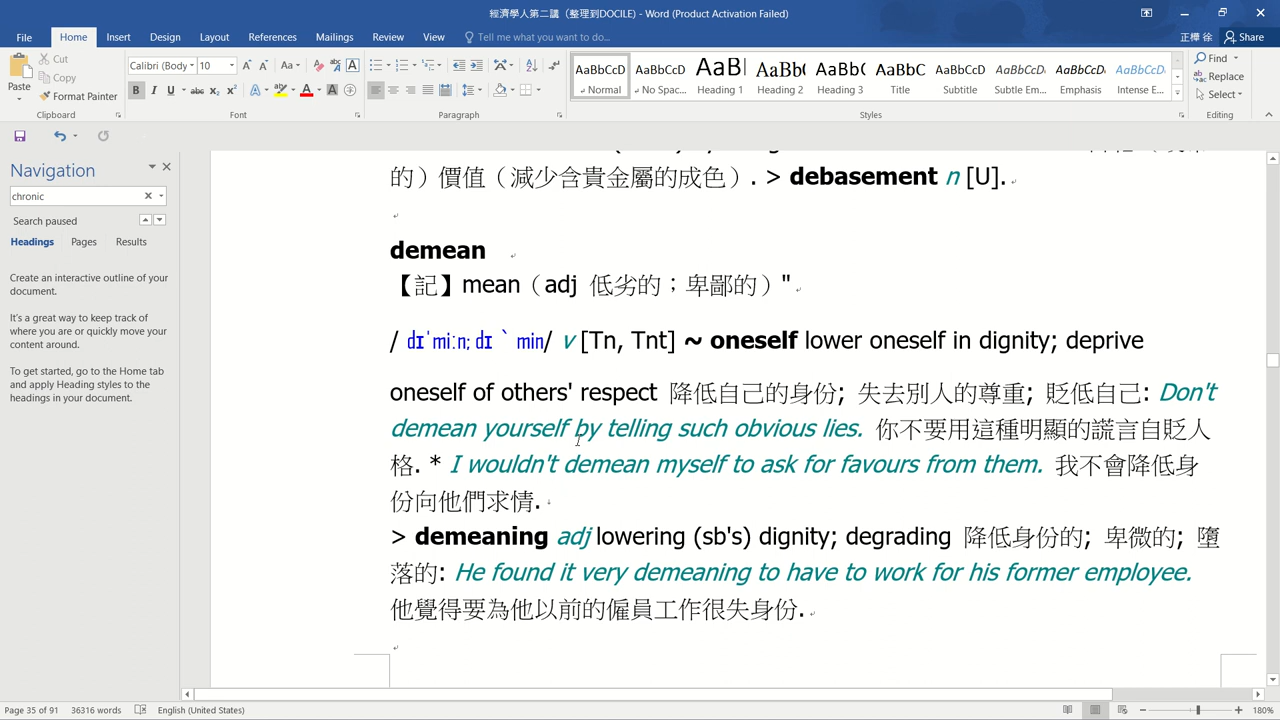 經濟學人第二講（整理到DOCILE) - Word (Product Activation Failed)
正樺 徐
File Home Insert Design Layout References Mailings Review View Tell me what you want to do... Share
Paste Cut Copy Format Painter Clipboard
Calibri (Body 10 Font
Paragraph
AaBbCcD AaBbCcD AaBl AaBbCc AaBbCc AaBbCcD AaBbCcD AaBbCcD AaBbCcD AaBbCcD
Normal No Spac... Heading 1 Heading 2 Heading 3 Title Subtitle Subtle Em... Emphasis Intense E...
Styles
Find Replace Select Editing
Navigation
chronic
Search paused
Headings Pages Results
Create an interactive outline of your
document.
It's a great way to keep track of
where you are or quickly move your
content around.
To get started, go to the Home tab
and apply Heading styles to the
headings in your document.
的）價值（減少含貴金屬的成色）. > debasement n [U].
demean
【記】mean（adj 低劣的；卑鄙的）"
/ dɪˈmiːn; dɪˋmin/ v [Tn, Tnt] ~ oneself lower oneself in dignity; deprive
oneself of others' respect 降低自己的身份; 失去別人的尊重; 貶低自己: Don't
demean yourself by telling such obvious lies. 你不要用這種明顯的謊言自貶人
格. * I wouldn't demean myself to ask for favours from them. 我不會降低身
份向他們求情.
> demeaning adj lowering (sb's) dignity; degrading 降低身份的; 卑微的; 墮
落的: He found it very demeaning to have to work for his former employee.
他覺得要為他以前的僱員工作很失身份.
Page 35 of 91 36316 words English (United States) 180%